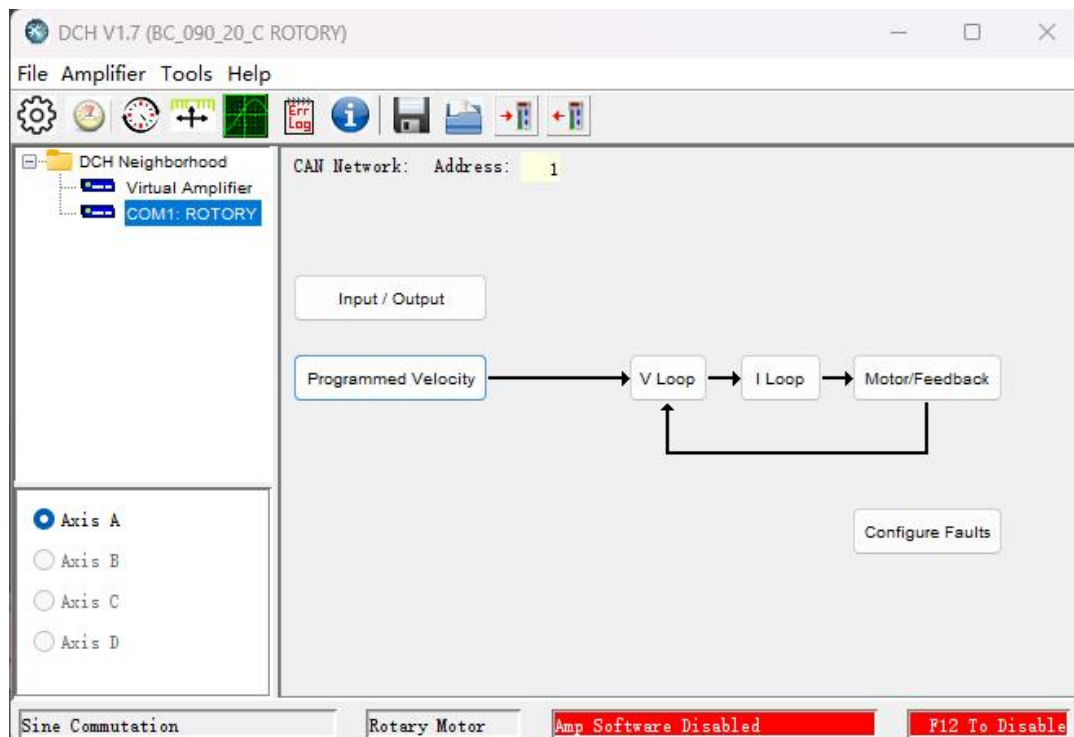 DCH V1.7 (BC_090_20_C ROTORY)
File Amplifier Tools Help
Err
Log
DCH Neighborhood
Virtual Amplifier
COM1: ROTORY
CAN Network: Address: 1
Input / Output
Programmed Velocity
V Loop
I Loop
Motor/Feedback
Configure Faults
Axis A
Axis B
Axis C
Axis D
Sine Commutation
Rotary Motor
Amp Software Disabled
F12 To Disable